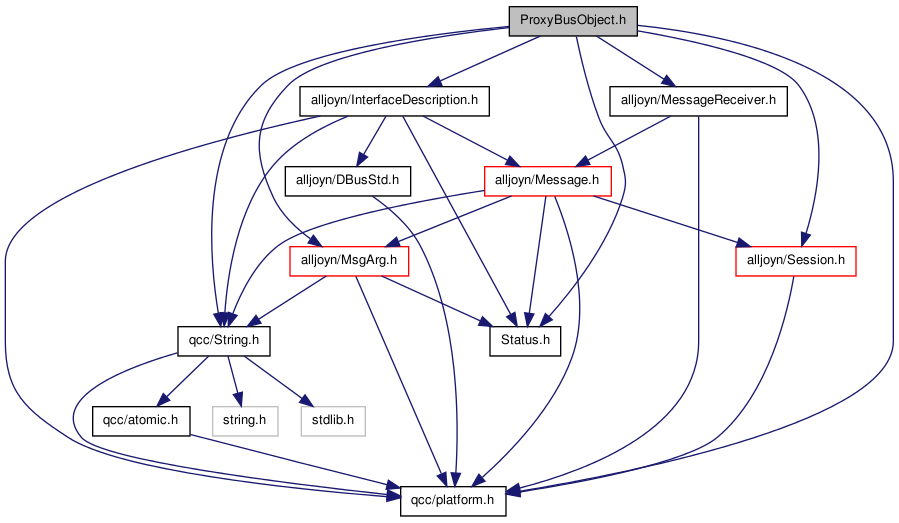 ProxyBusObject.h
alljoyn/InterfaceDescription.h
alljoyn/MessageReceiver.h
alljoyn/DBusStd.h
alljoyn/Message.h
alljoyn/MsgArg.h
alljoyn/Session.h
qcc/String.h
Status.h
qcc/atomic.h
string.h
stdlib.h
qcc/platform.h